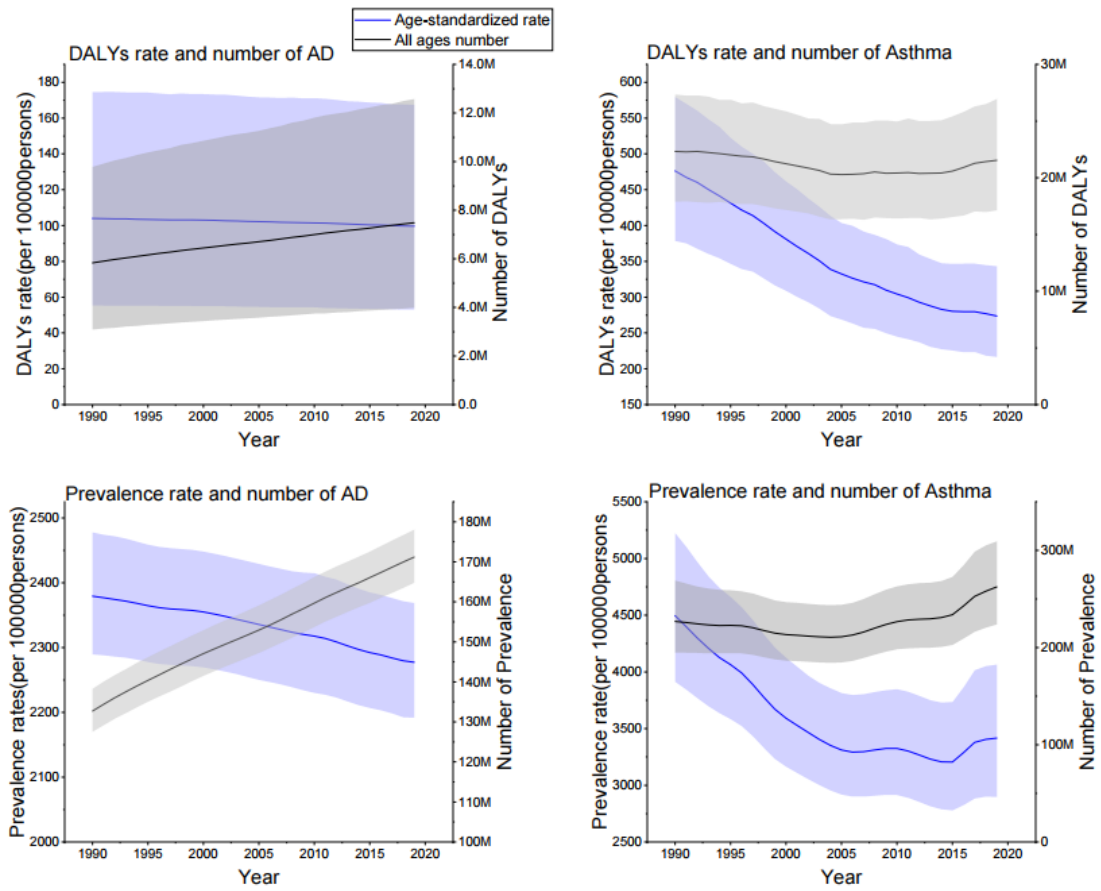 Age-standardized rate
All ages number
DALYs rate and number of AD
DALYs rate(per 100000persons)
180
160
140
120
100
80
60
40
20
0
14.0M
12.0M
10.0M
8.0M
6.0M
4.0M
2.0M
0.0
Number of DALYs
1990 1995 2000 2005 2010 2015 2020
Year
DALYs rate and number of Asthma
DALYs rate(per 100000persons)
600
550
500
450
400
350
300
250
200
150
30M
20M
10M
0
Number of DALYs
1990 1995 2000 2005 2010 2015 2020
Year
Prevalence rate and number of AD
Prevalence rates(per 100000persons)
2500
2400
2300
2200
2100
2000
180M
170M
160M
150M
140M
130M
120M
110M
100M
Number of Prevalence
1990 1995 2000 2005 2010 2015 2020
Year
Prevalence rate and number of Asthma
Prevalence rate(per 100000persons)
5500
5000
4500
4000
3500
3000
2500
300M
200M
100M
0
Number of Prevalence
1990 1995 2000 2005 2010 2015 2020
Year